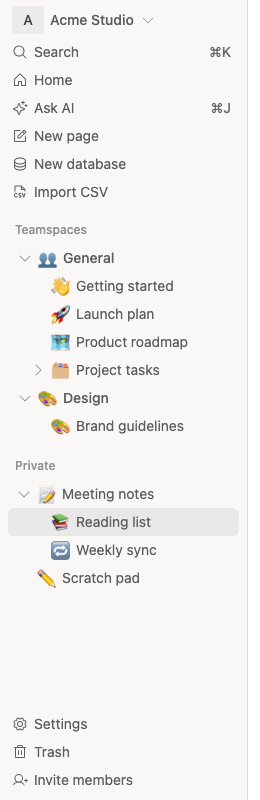 A Acme Studio
Search ⌘K
Home
Ask AI ⌘J
New page
New database
CSV Import CSV
Teamspaces
General
Getting started
Launch plan
Product roadmap
Project tasks
Design
Brand guidelines
Private
Meeting notes
Reading list
Weekly sync
Scratch pad
Settings
Trash
Invite members